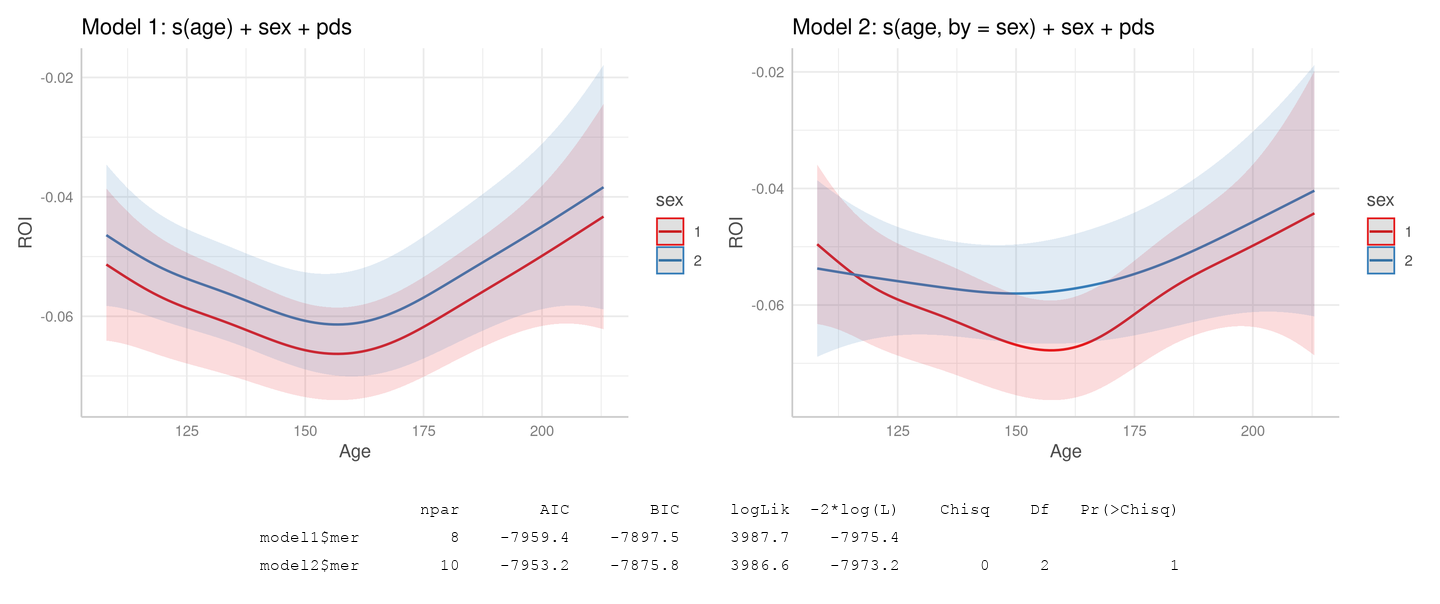 Model 1: s(age) + sex + pds
-0.02
-0.04
-0.06
ROI
125 150 175 200
Age
sex
1
2
Model 2: s(age, by = sex) + sex + pds
-0.02
-0.04
-0.06
ROI
125 150 175 200
Age
sex
1
2
npar AIC BIC logLik -2*log(L) Chisq Df Pr(>Chisq)
model1$mer 8 -7959.4 -7897.5 3987.7 -7975.4
model2$mer 10 -7953.2 -7875.8 3986.6 -7973.2 0 2 1